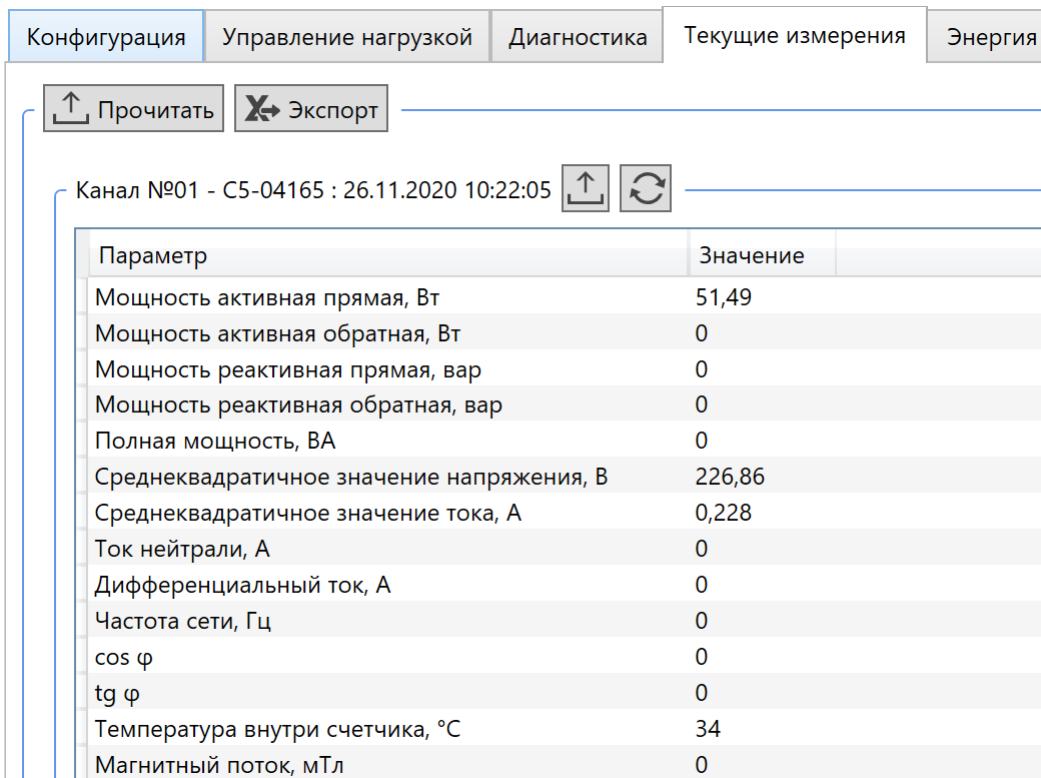 Конфигурация Управление нагрузкой Диагностика Текущие измерения Энергия
Прочитать Экспорт
Канал №01 - C5-04165 : 26.11.2020 10:22:05
Параметр Значение
Мощность активная прямая, Вт 51,49
Мощность активная обратная, Вт 0
Мощность реактивная прямая, вар 0
Мощность реактивная обратная, вар 0
Полная мощность, ВА 0
Среднеквадратичное значение напряжения, В 226,86
Среднеквадратичное значение тока, А 0,228
Ток нейтрали, А 0
Дифференциальный ток, А 0
Частота сети, Гц 0
cos φ 0
tg φ 0
Температура внутри счетчика, °C 34
Магнитный поток, мТл 0